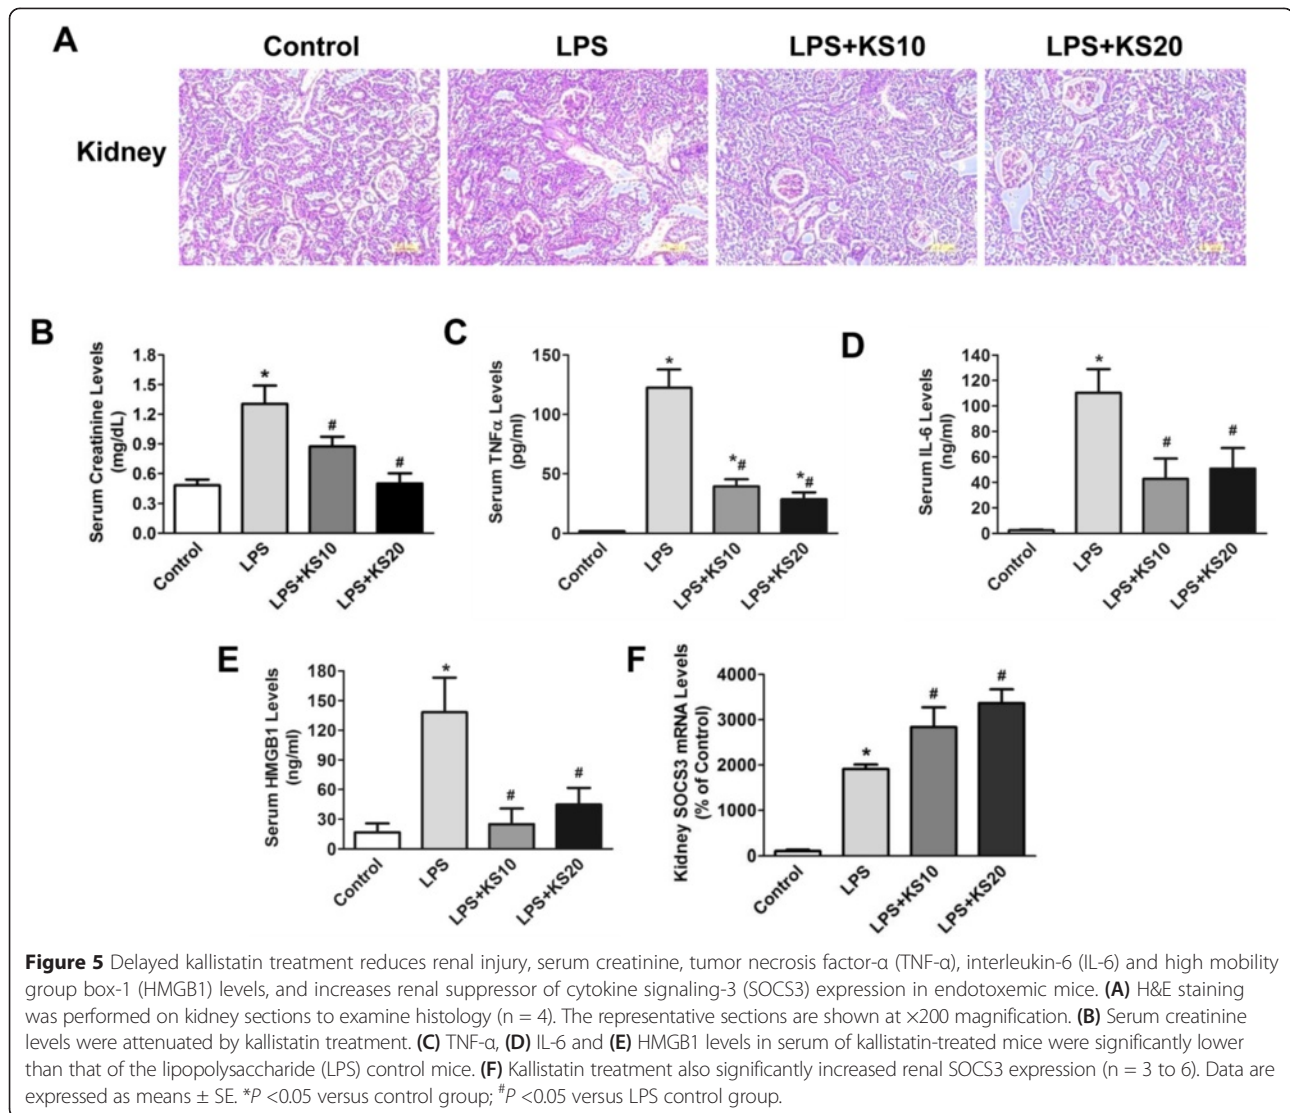 A
Control
LPS
LPS+KS10
LPS+KS20
Kidney
B
Serum Creatinine Levels
(mg/dL)
1.8
1.5
1.2
0.9
0.6
0.3
0.0
*
#
#
Control
LPS
LPS+KS10
LPS+KS20
C
Serum TNFα Levels
(pg/ml)
150
100
50
0
*
*#
*#
Control
LPS
LPS+KS10
LPS+KS20
D
Serum IL-6 Levels
(ng/ml)
140
120
100
80
60
40
20
0
*
#
#
Control
LPS
LPS+KS10
LPS+KS20
E
Serum HMGB1 Levels
(ng/ml)
180
150
120
90
60
30
0
*
#
#
Control
LPS
LPS+KS10
LPS+KS20
F
Kidney SOCS3 mRNA Levels
(% of Control)
4000
3000
2000
1000
0
*
#
#
Control
LPS
LPS+KS10
LPS+KS20
Figure 5 Delayed kallistatin treatment reduces renal injury, serum creatinine, tumor necrosis factor-α (TNF-α), interleukin-6 (IL-6) and high mobility
group box-1 (HMGB1) levels, and increases renal suppressor of cytokine signaling-3 (SOCS3) expression in endotoxemic mice. (A) H&E staining
was performed on kidney sections to examine histology (n = 4). The representative sections are shown at ×200 magnification. (B) Serum creatinine
levels were attenuated by kallistatin treatment. (C) TNF-α, (D) IL-6 and (E) HMGB1 levels in serum of kallistatin-treated mice were significantly lower
than that of the lipopolysaccharide (LPS) control mice. (F) Kallistatin treatment also significantly increased renal SOCS3 expression (n = 3 to 6). Data are
expressed as means ± SE. *P <0.05 versus control group; #P <0.05 versus LPS control group.